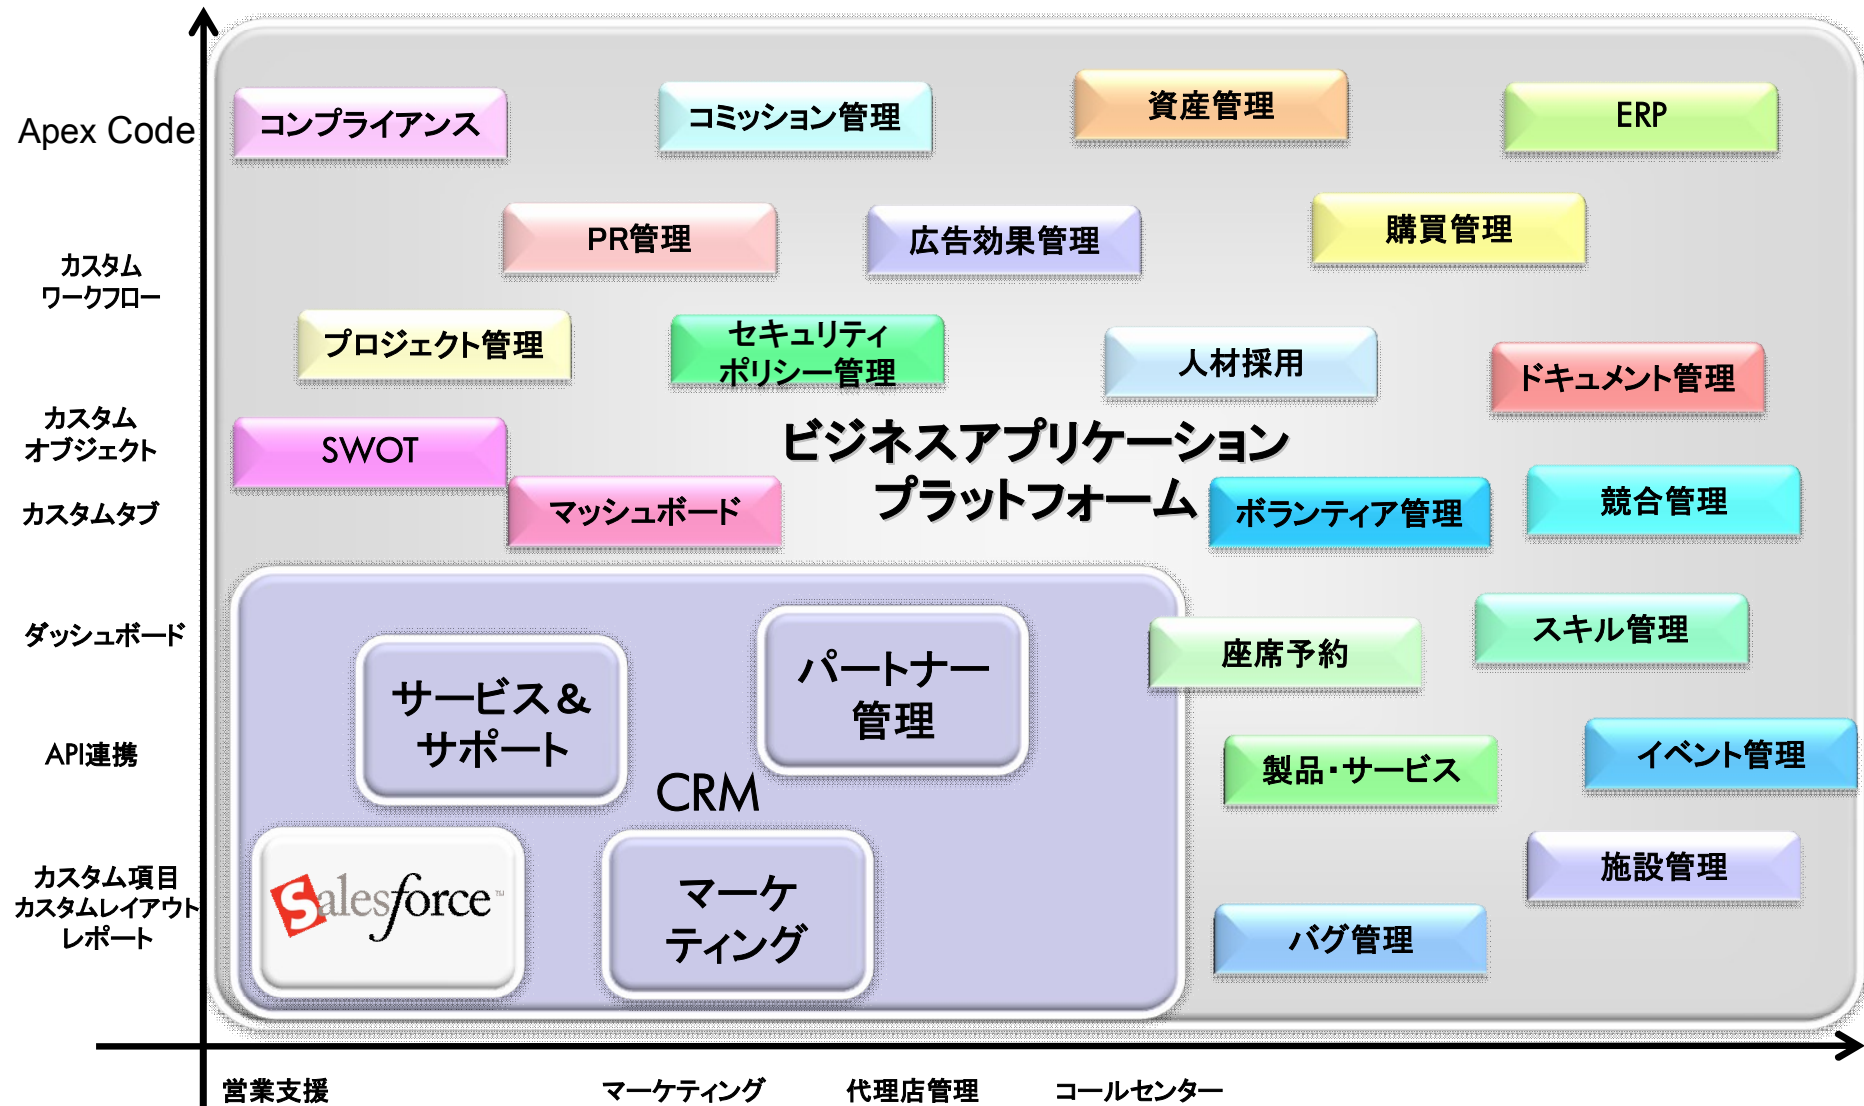 Apex Code
コンプライアンス
コミッション管理
資産管理
ERP
PR管理
広告効果管理
購買管理
カスタム
ワークフロー
プロジェクト管理
セキュリティ
ポリシー管理
人材採用
ドキュメント管理
カスタム
オブジェクト
SWOT
ビジネスアプリケーション
プラットフォーム
カスタムタブ
マッシュボード
ボランティア管理
競合管理
ダッシュボード
サービス＆
サポート
パートナー
管理
座席予約
スキル管理
API連携
CRM
製品・サービス
イベント管理
カスタム項目
カスタムレイアウト
レポート
Salesforce™
マーケ
ティング
施設管理
バグ管理
営業支援
マーケティング
代理店管理
コールセンター